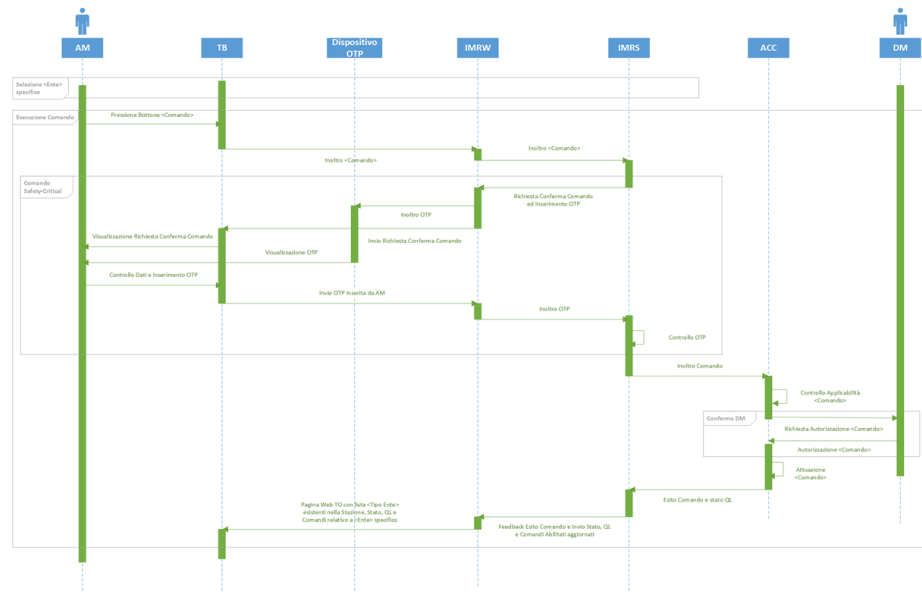 AM
TB
Dispositivo
OTP
IMRW
IMRS
ACC
DM
Selezione <Ente>
specifico
Esecuzione Comando
Pressione Bottone <Comando>
Inoltro <Comando>
Inoltro <Comando>
Comando
Safety-Critical
Richiesta Conferma Comando
ed Inserimento OTP
Inoltro OTP
Invio Richiesta Conferma Comando
Visualizzazione Richiesta Conferma Comando
Visualizzazione OTP
Controllo Dati e Inserimento OTP
Invio OTP inserita da AM
Inoltro OTP
Controllo OTP
Inoltro Comando
Controllo Applicabilità
<Comando>
Conferma DM
Richiesta Autorizzazione <Comando>
Autorizzazione <Comando>
Attuazione
<Comando>
Esito Comando e stato QL
Pagina Web TO con lista <Tipo Ente>
esistenti nella Stazione, Stato, QL e
Comandi relativo a <Ente> specifico
Feedback Esito Comando e Invio Stato, QL
e Comandi Abilitati aggiornati